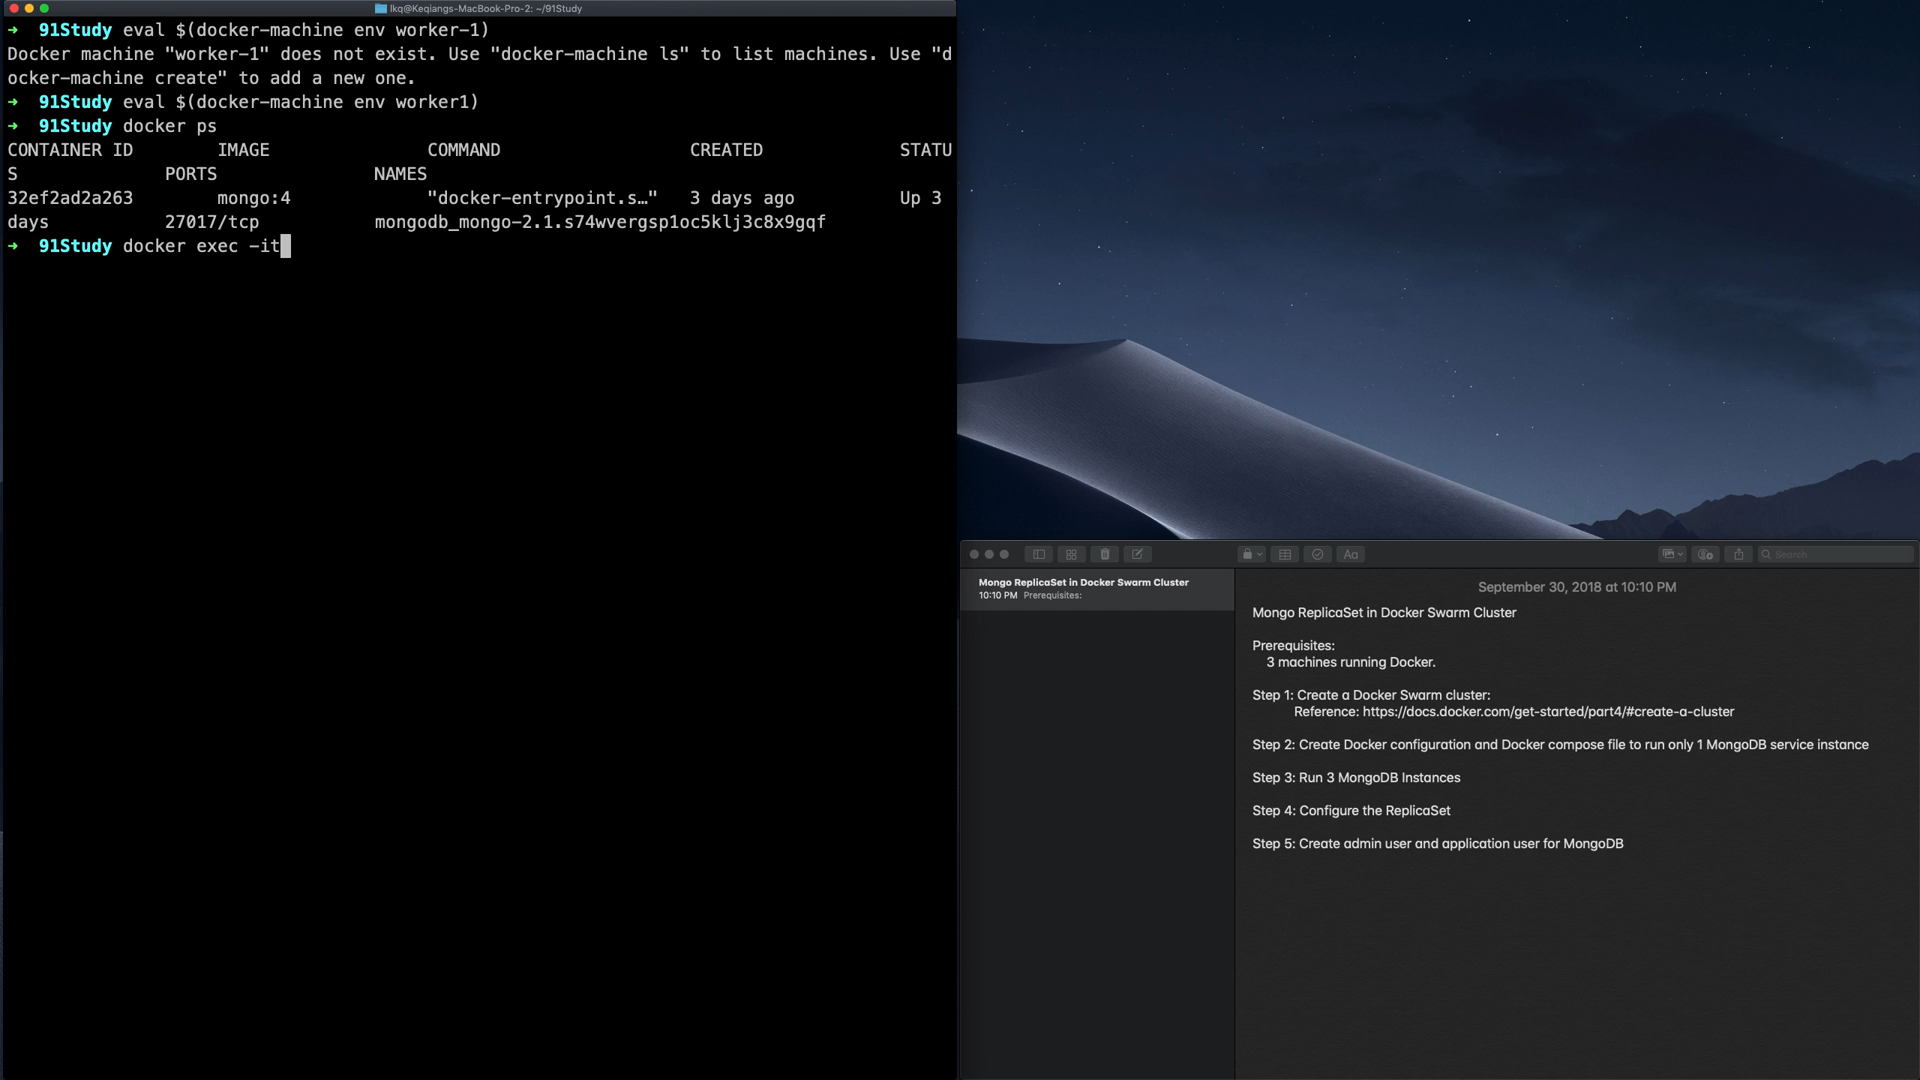 lkq@Keqiangs-MacBook-Pro-2: ~/91Study
➜  91Study eval $(docker-machine env worker-1)
Docker machine "worker-1" does not exist. Use "docker-machine ls" to list machines. Use "d
ocker-machine create" to add a new one.
➜  91Study eval $(docker-machine env worker1)
➜  91Study docker ps
CONTAINER ID        IMAGE               COMMAND                  CREATED             STATU
S              PORTS               NAMES
32ef2ad2a263        mongo:4             "docker-entrypoint.s…"   3 days ago          Up 3
days           27017/tcp           mongodb_mongo-2.1.s74wvergsp1oc5klj3c8x9gqf
➜  91Study docker exec -it
Aa
Search
Mongo ReplicaSet in Docker Swarm Cluster
10:10 PM Prerequisites:
September 30, 2018 at 10:10 PM
Mongo ReplicaSet in Docker Swarm Cluster
Prerequisites:
3 machines running Docker.
Step 1: Create a Docker Swarm cluster:
Reference: https://docs.docker.com/get-started/part4/#create-a-cluster
Step 2: Create Docker configuration and Docker compose file to run only 1 MongoDB service instance
Step 3: Run 3 MongoDB Instances
Step 4: Configure the ReplicaSet
Step 5: Create admin user and application user for MongoDB